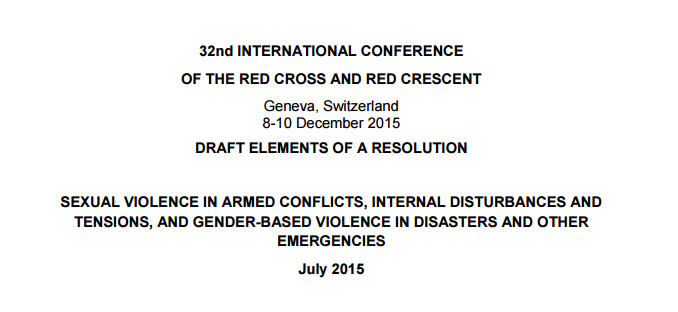 32nd INTERNATIONAL CONFERENCE
OF THE RED CROSS AND RED CRESCENT
Geneva, Switzerland
8-10 December 2015
DRAFT ELEMENTS OF A RESOLUTION
SEXUAL VIOLENCE IN ARMED CONFLICTS, INTERNAL DISTURBANCES AND
TENSIONS, AND GENDER-BASED VIOLENCE IN DISASTERS AND OTHER
EMERGENCIES
July 2015